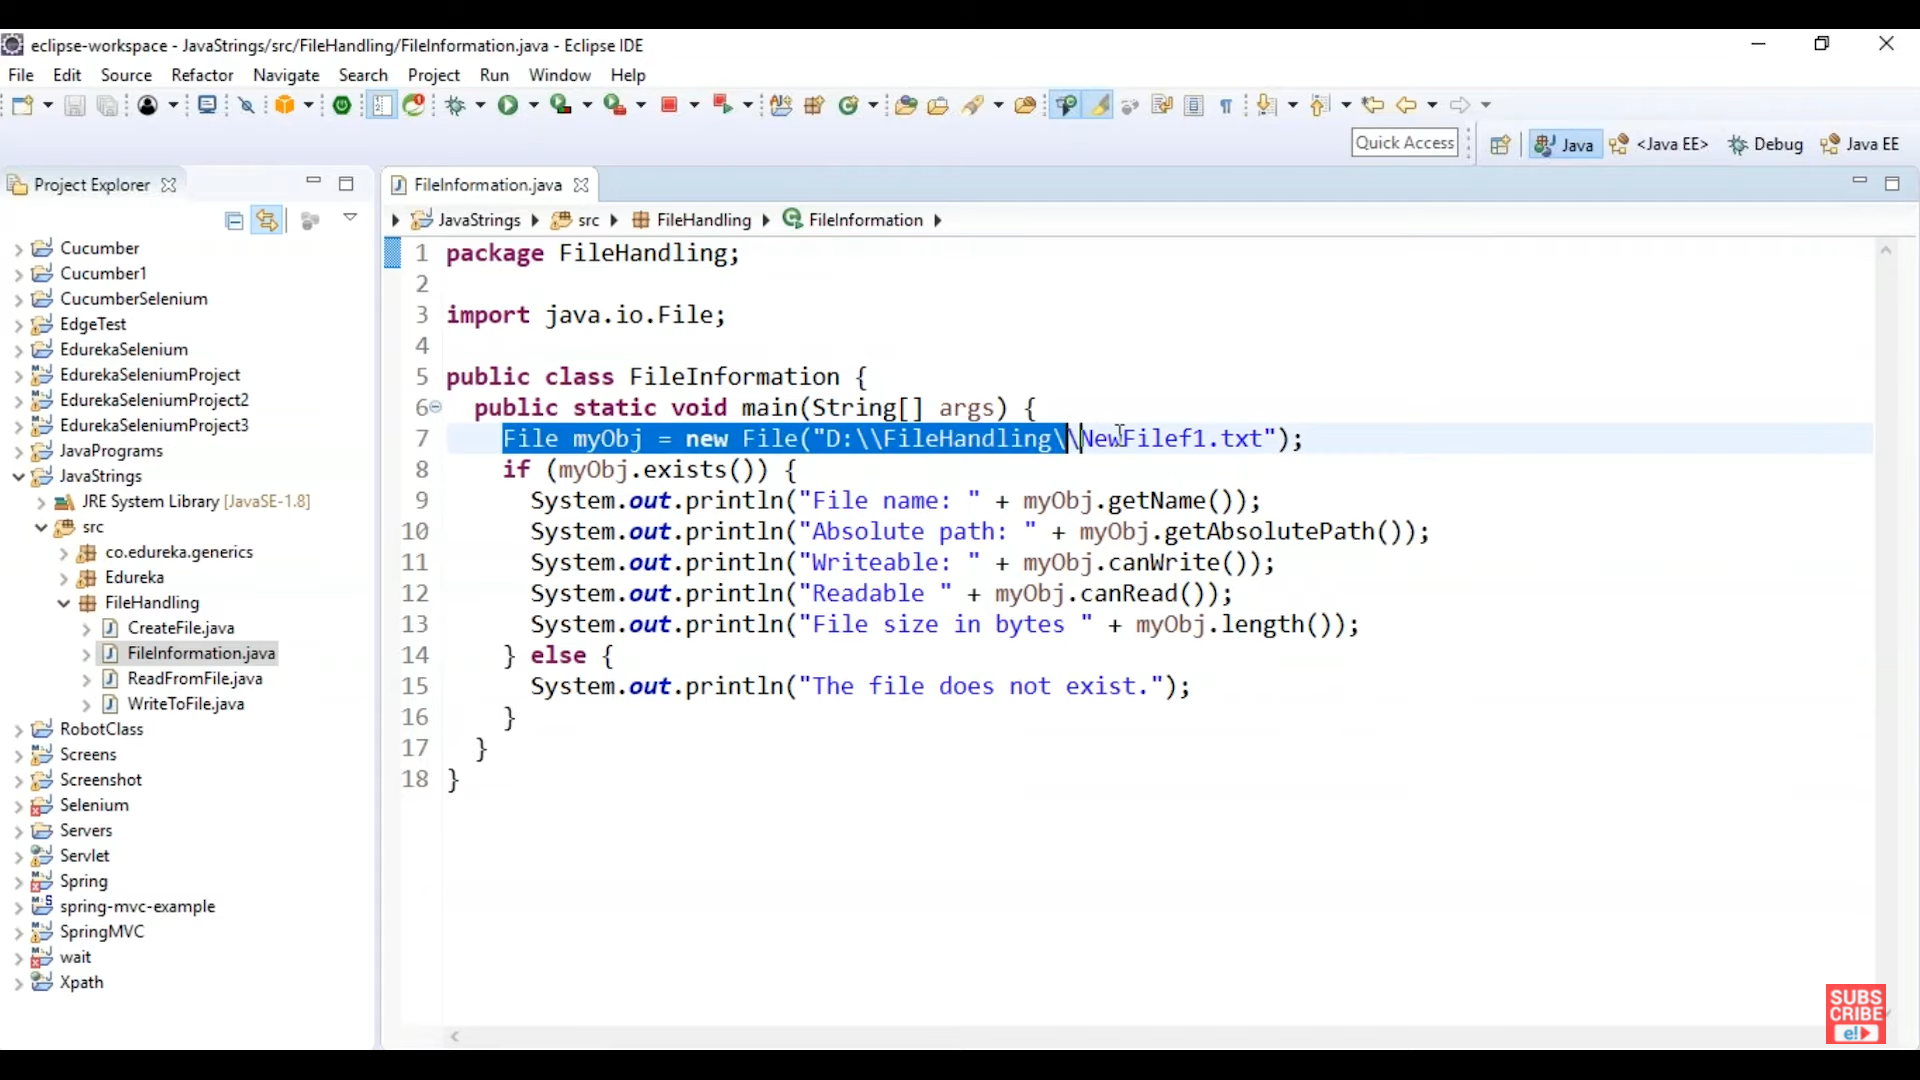 eclipse-workspace - JavaStrings/src/FileHandling/FileInformation.java - Eclipse IDE
File Edit Source Refactor Navigate Search Project Run Window Help
Quick Access Java <Java EE> Debug Java EE
Project Explorer
FileInformation.java
JavaStrings src FileHandling FileInformation
Cucumber
Cucumber1
CucumberSelenium
EdgeTest
EdurekaSelenium
EdurekaSeleniumProject
EdurekaSeleniumProject2
EdurekaSeleniumProject3
JavaPrograms
JavaStrings
JRE System Library [JavaSE-1.8]
src
co.edureka.generics
Edureka
FileHandling
CreateFile.java
FileInformation.java
ReadFromFile.java
WriteToFile.java
RobotClass
Screens
Screenshot
Selenium
Servers
Servlet
Spring
spring-mvc-example
SpringMVC
wait
Xpath
1 package FileHandling;
2
3 import java.io.File;
4
5 public class FileInformation {
6 public static void main(String[] args) {
7 File myObj = new File("D:\\FileHandling\\NewFilef1.txt");
8 if (myObj.exists()) {
9 System.out.println("File name: " + myObj.getName());
10 System.out.println("Absolute path: " + myObj.getAbsolutePath());
11 System.out.println("Writeable: " + myObj.canWrite());
12 System.out.println("Readable " + myObj.canRead());
13 System.out.println("File size in bytes " + myObj.length());
14 } else {
15 System.out.println("The file does not exist.");
16 }
17 }
18 }
SUBS
CRIBE
e!